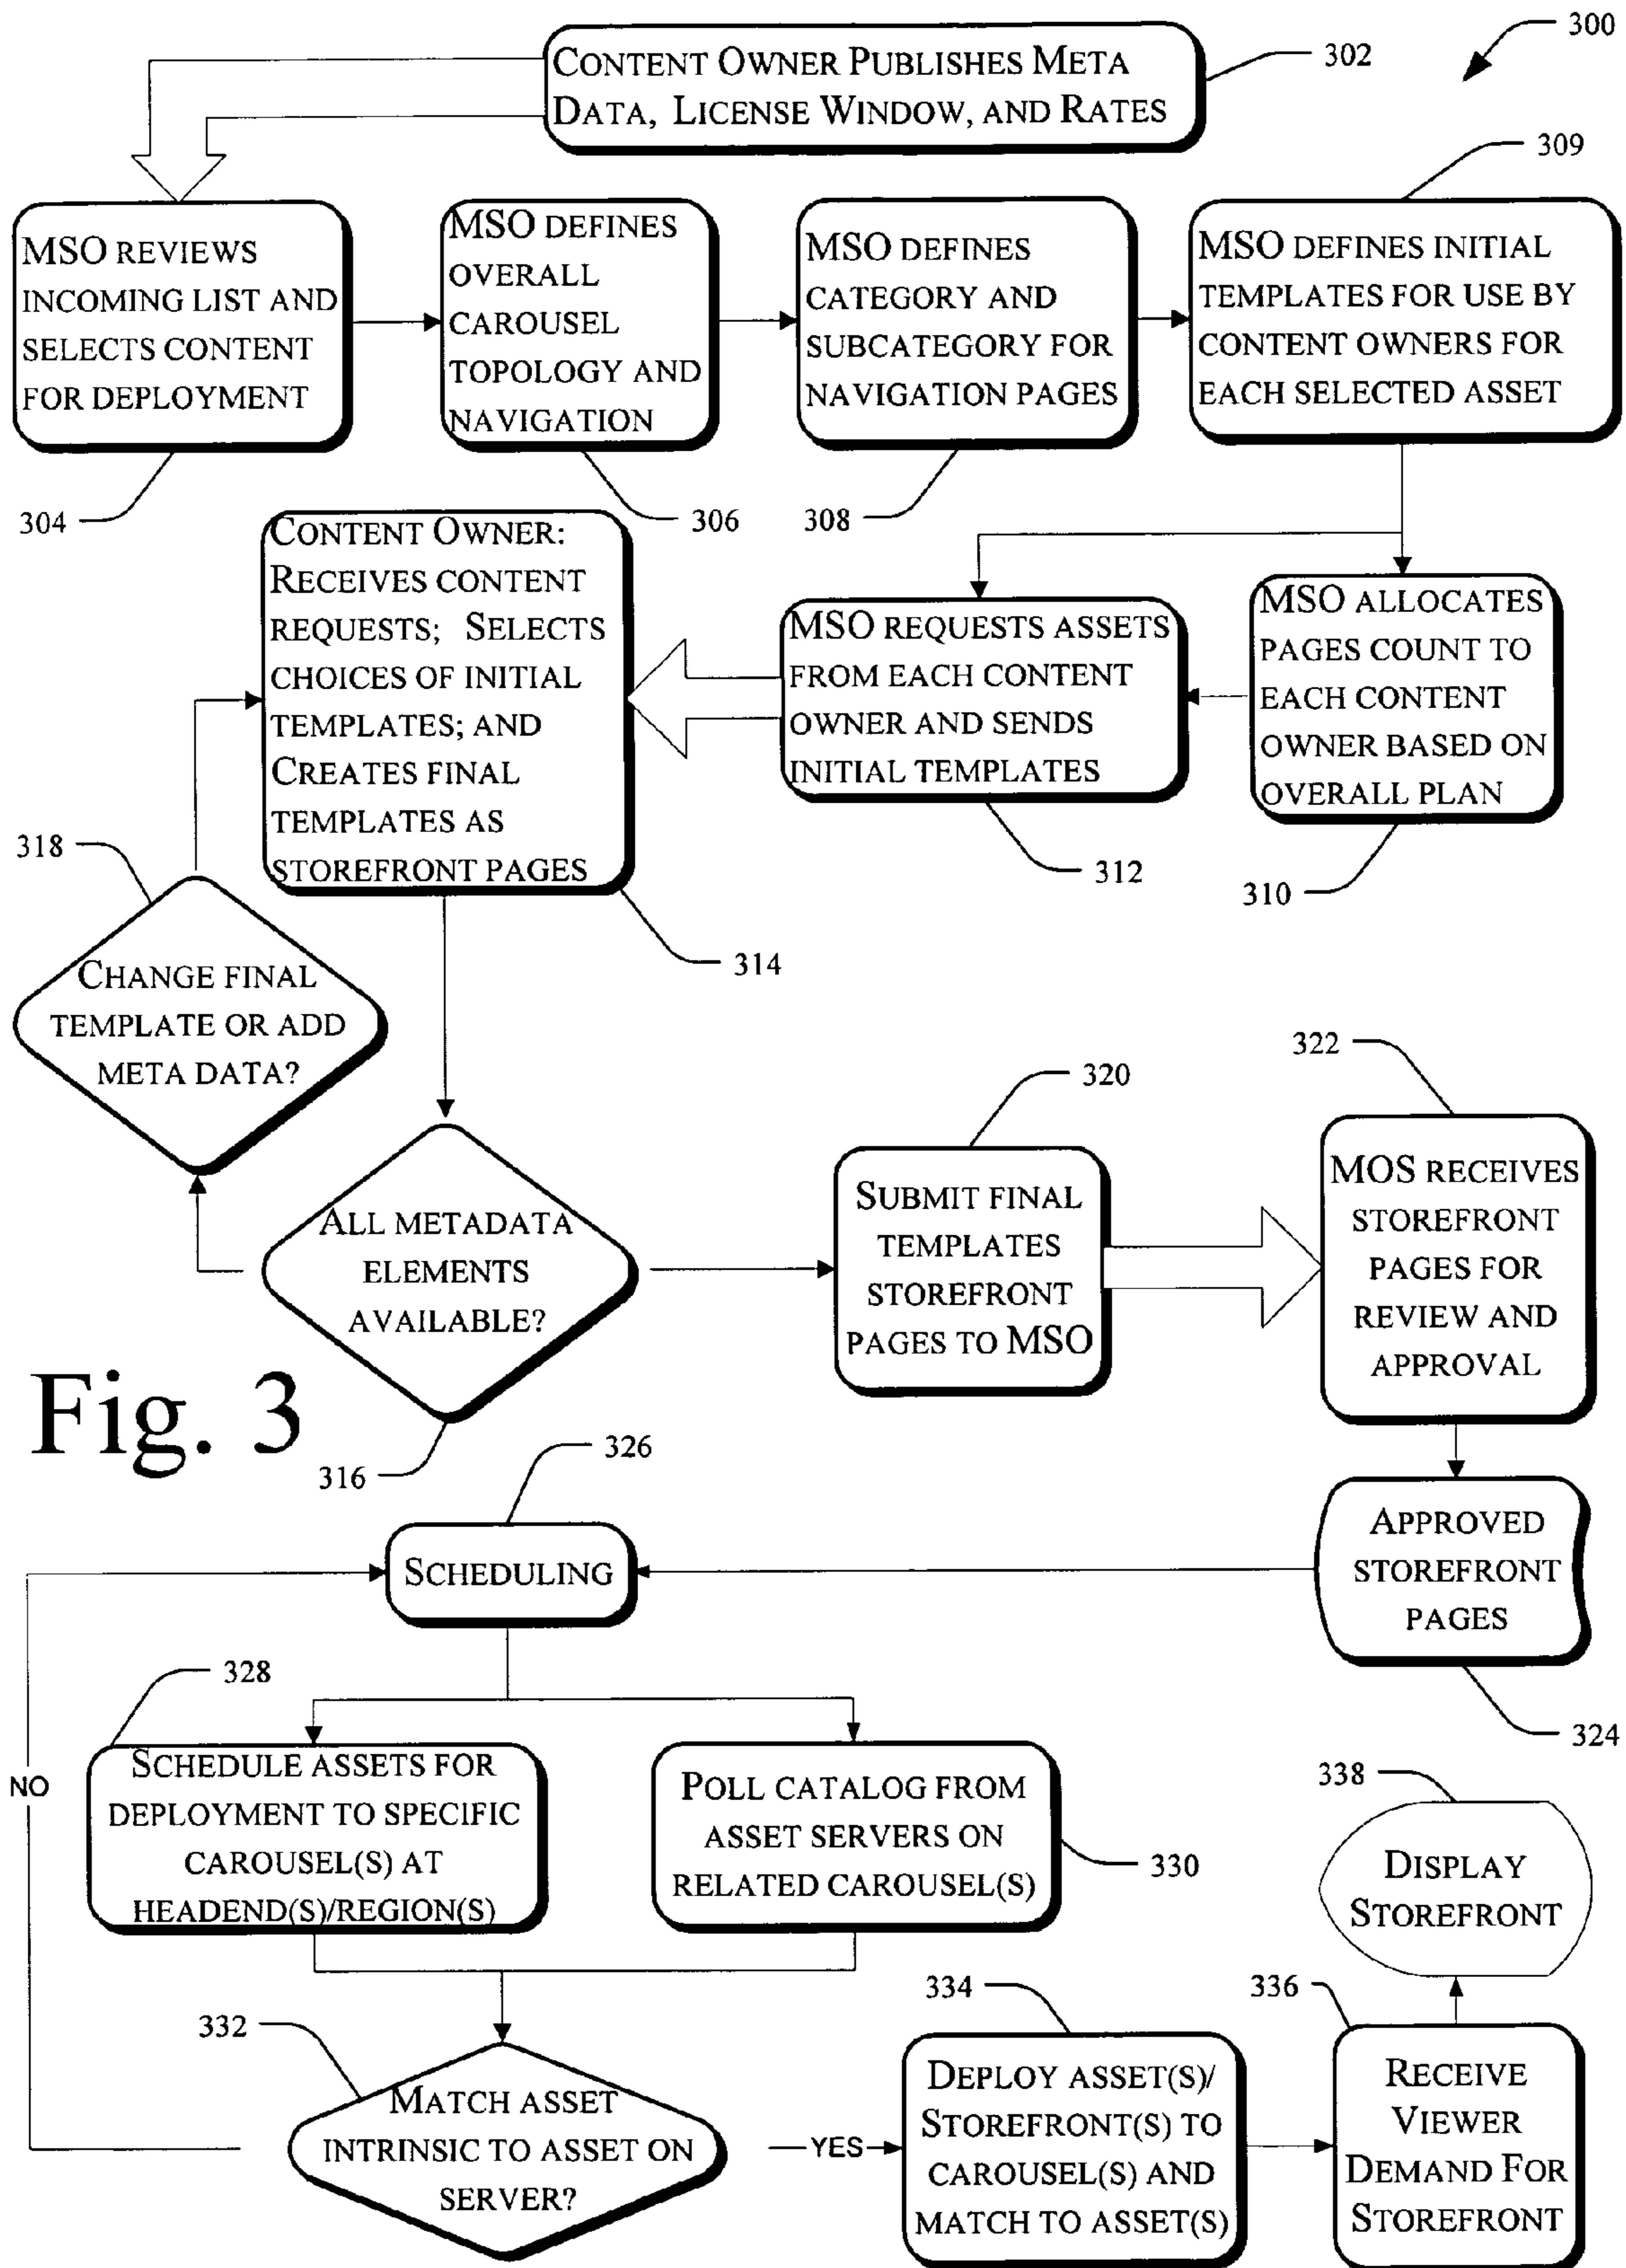 300
CONTENT OWNER PUBLISHES META
DATA, LICENSE WINDOW, AND RATES
302
309
MSO REVIEWS
INCOMING LIST AND
SELECTS CONTENT
FOR DEPLOYMENT
304
MSO DEFINES
OVERALL
CAROUSEL
TOPOLOGY AND
NAVIGATION
306
MSO DEFINES
CATEGORY AND
SUBCATEGORY FOR
NAVIGATION PAGES
308
MSO DEFINES INITIAL
TEMPLATES FOR USE BY
CONTENT OWNERS FOR
EACH SELECTED ASSET
MSO ALLOCATES
PAGES COUNT TO
EACH CONTENT
OWNER BASED ON
OVERALL PLAN
310
MSO REQUESTS ASSETS
FROM EACH CONTENT
OWNER AND SENDS
INITIAL TEMPLATES
312
CONTENT OWNER:
RECEIVES CONTENT
REQUESTS; SELECTS
CHOICES OF INITIAL
TEMPLATES; AND
CREATES FINAL
TEMPLATES AS
STOREFRONT PAGES
314
318
CHANGE FINAL
TEMPLATE OR ADD
META DATA?
ALL METADATA
ELEMENTS
AVAILABLE?
316
320
SUBMIT FINAL
TEMPLATES
STOREFRONT
PAGES TO MSO
322
MOS RECEIVES
STOREFRONT
PAGES FOR
REVIEW AND
APPROVAL
Fig. 3
APPROVED
STOREFRONT
PAGES
324
326
SCHEDULING
328
SCHEDULE ASSETS FOR
DEPLOYMENT TO SPECIFIC
CAROUSEL(S) AT
HEADEND(S)/REGION(S)
POLL CATALOG FROM
ASSET SERVERS ON
RELATED CAROUSEL(S)
330
NO
332
MATCH ASSET
INTRINSIC TO ASSET ON
SERVER?
YES
334
DEPLOY ASSET(S)/
STOREFRONT(S) TO
CAROUSEL(S) AND
MATCH TO ASSET(S)
336
RECEIVE
VIEWER
DEMAND FOR
STOREFRONT
338
DISPLAY
STOREFRONT